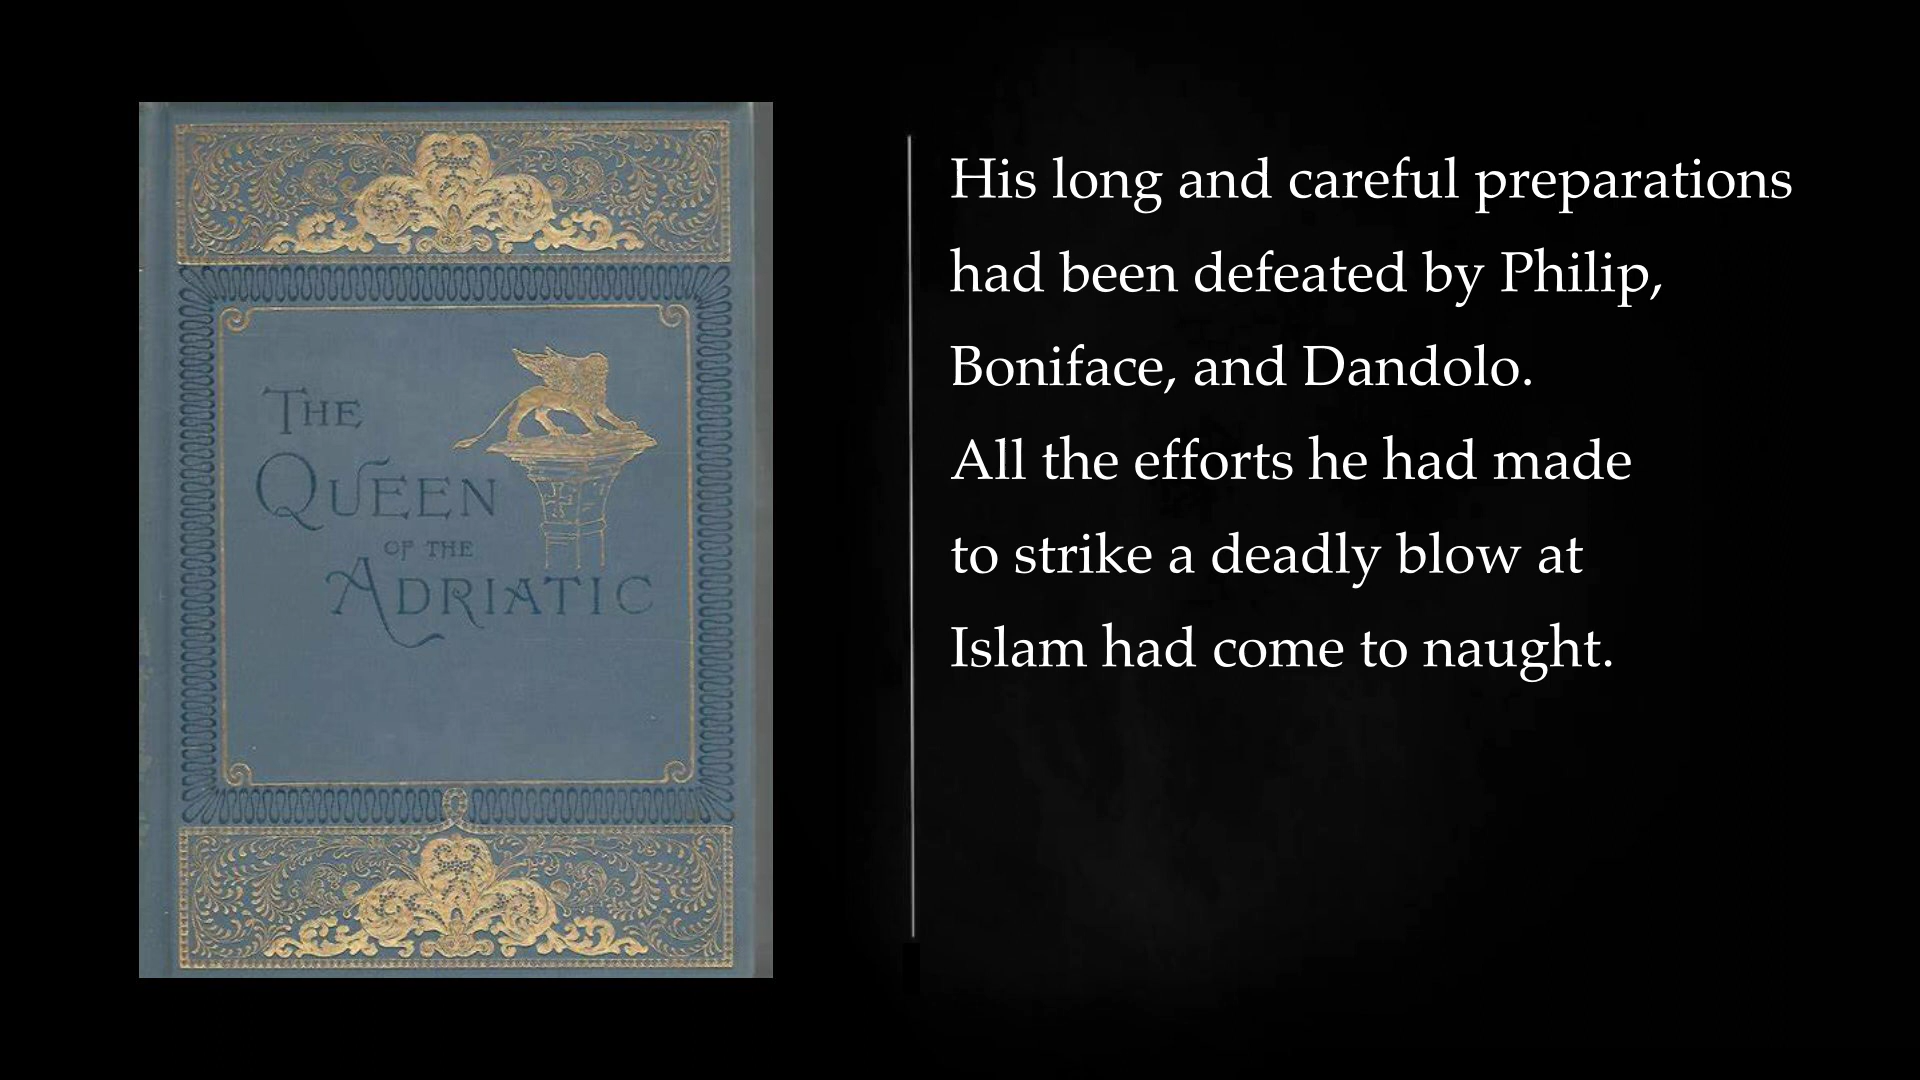 THE
QUEEN
OF THE
ADRIATIC
His long and careful preparations
had been defeated by Philip,
Boniface, and Dandolo.
All the efforts he had made
to strike a deadly blow at
Islam had come to naught.